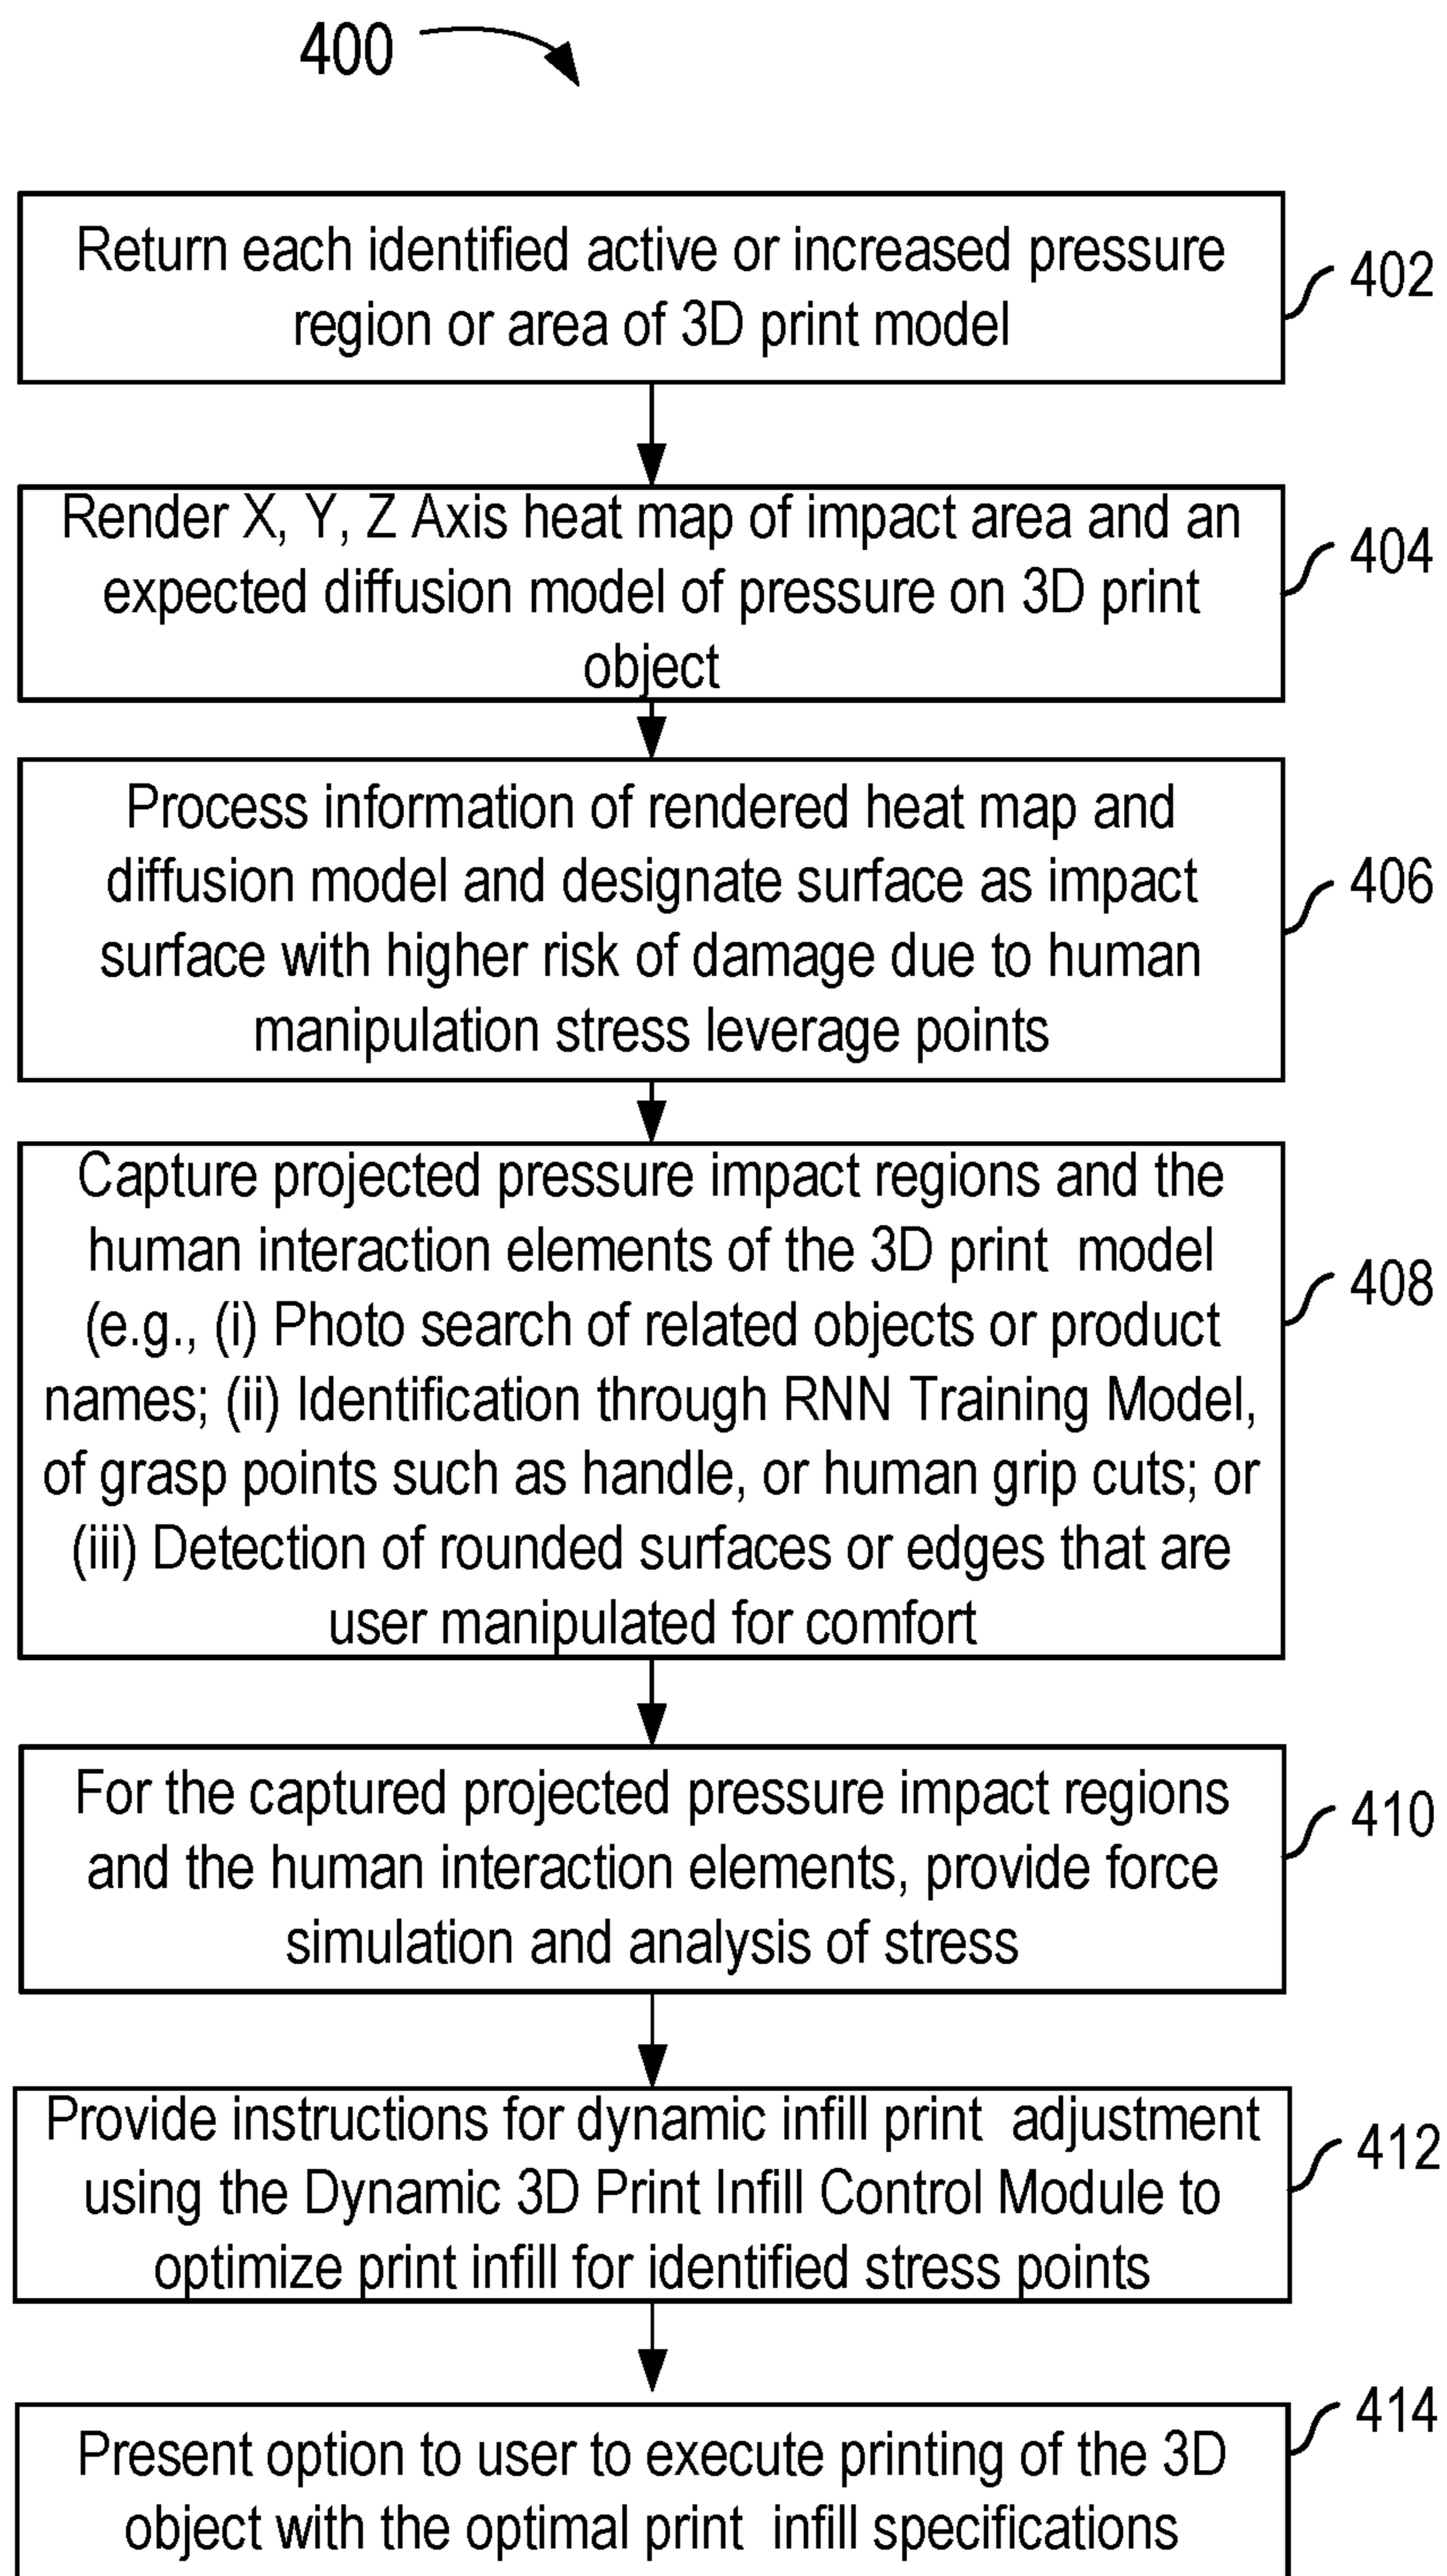 400
Return each identified active or increased pressure
region or area of 3D print model
402
Render X, Y, Z Axis heat map of impact area and an
expected diffusion model of pressure on 3D print
object
404
Process information of rendered heat map and
diffusion model and designate surface as impact
surface with higher risk of damage due to human
manipulation stress leverage points
406
Capture projected pressure impact regions and the
human interaction elements of the 3D print model
(e.g., (i) Photo search of related objects or product
names; (ii) Identification through RNN Training Model,
of grasp points such as handle, or human grip cuts; or
(iii) Detection of rounded surfaces or edges that are
user manipulated for comfort
408
For the captured projected pressure impact regions
and the human interaction elements, provide force
simulation and analysis of stress
410
Provide instructions for dynamic infill print adjustment
using the Dynamic 3D Print Infill Control Module to
optimize print infill for identified stress points
412
Present option to user to execute printing of the 3D
object with the optimal print infill specifications
414